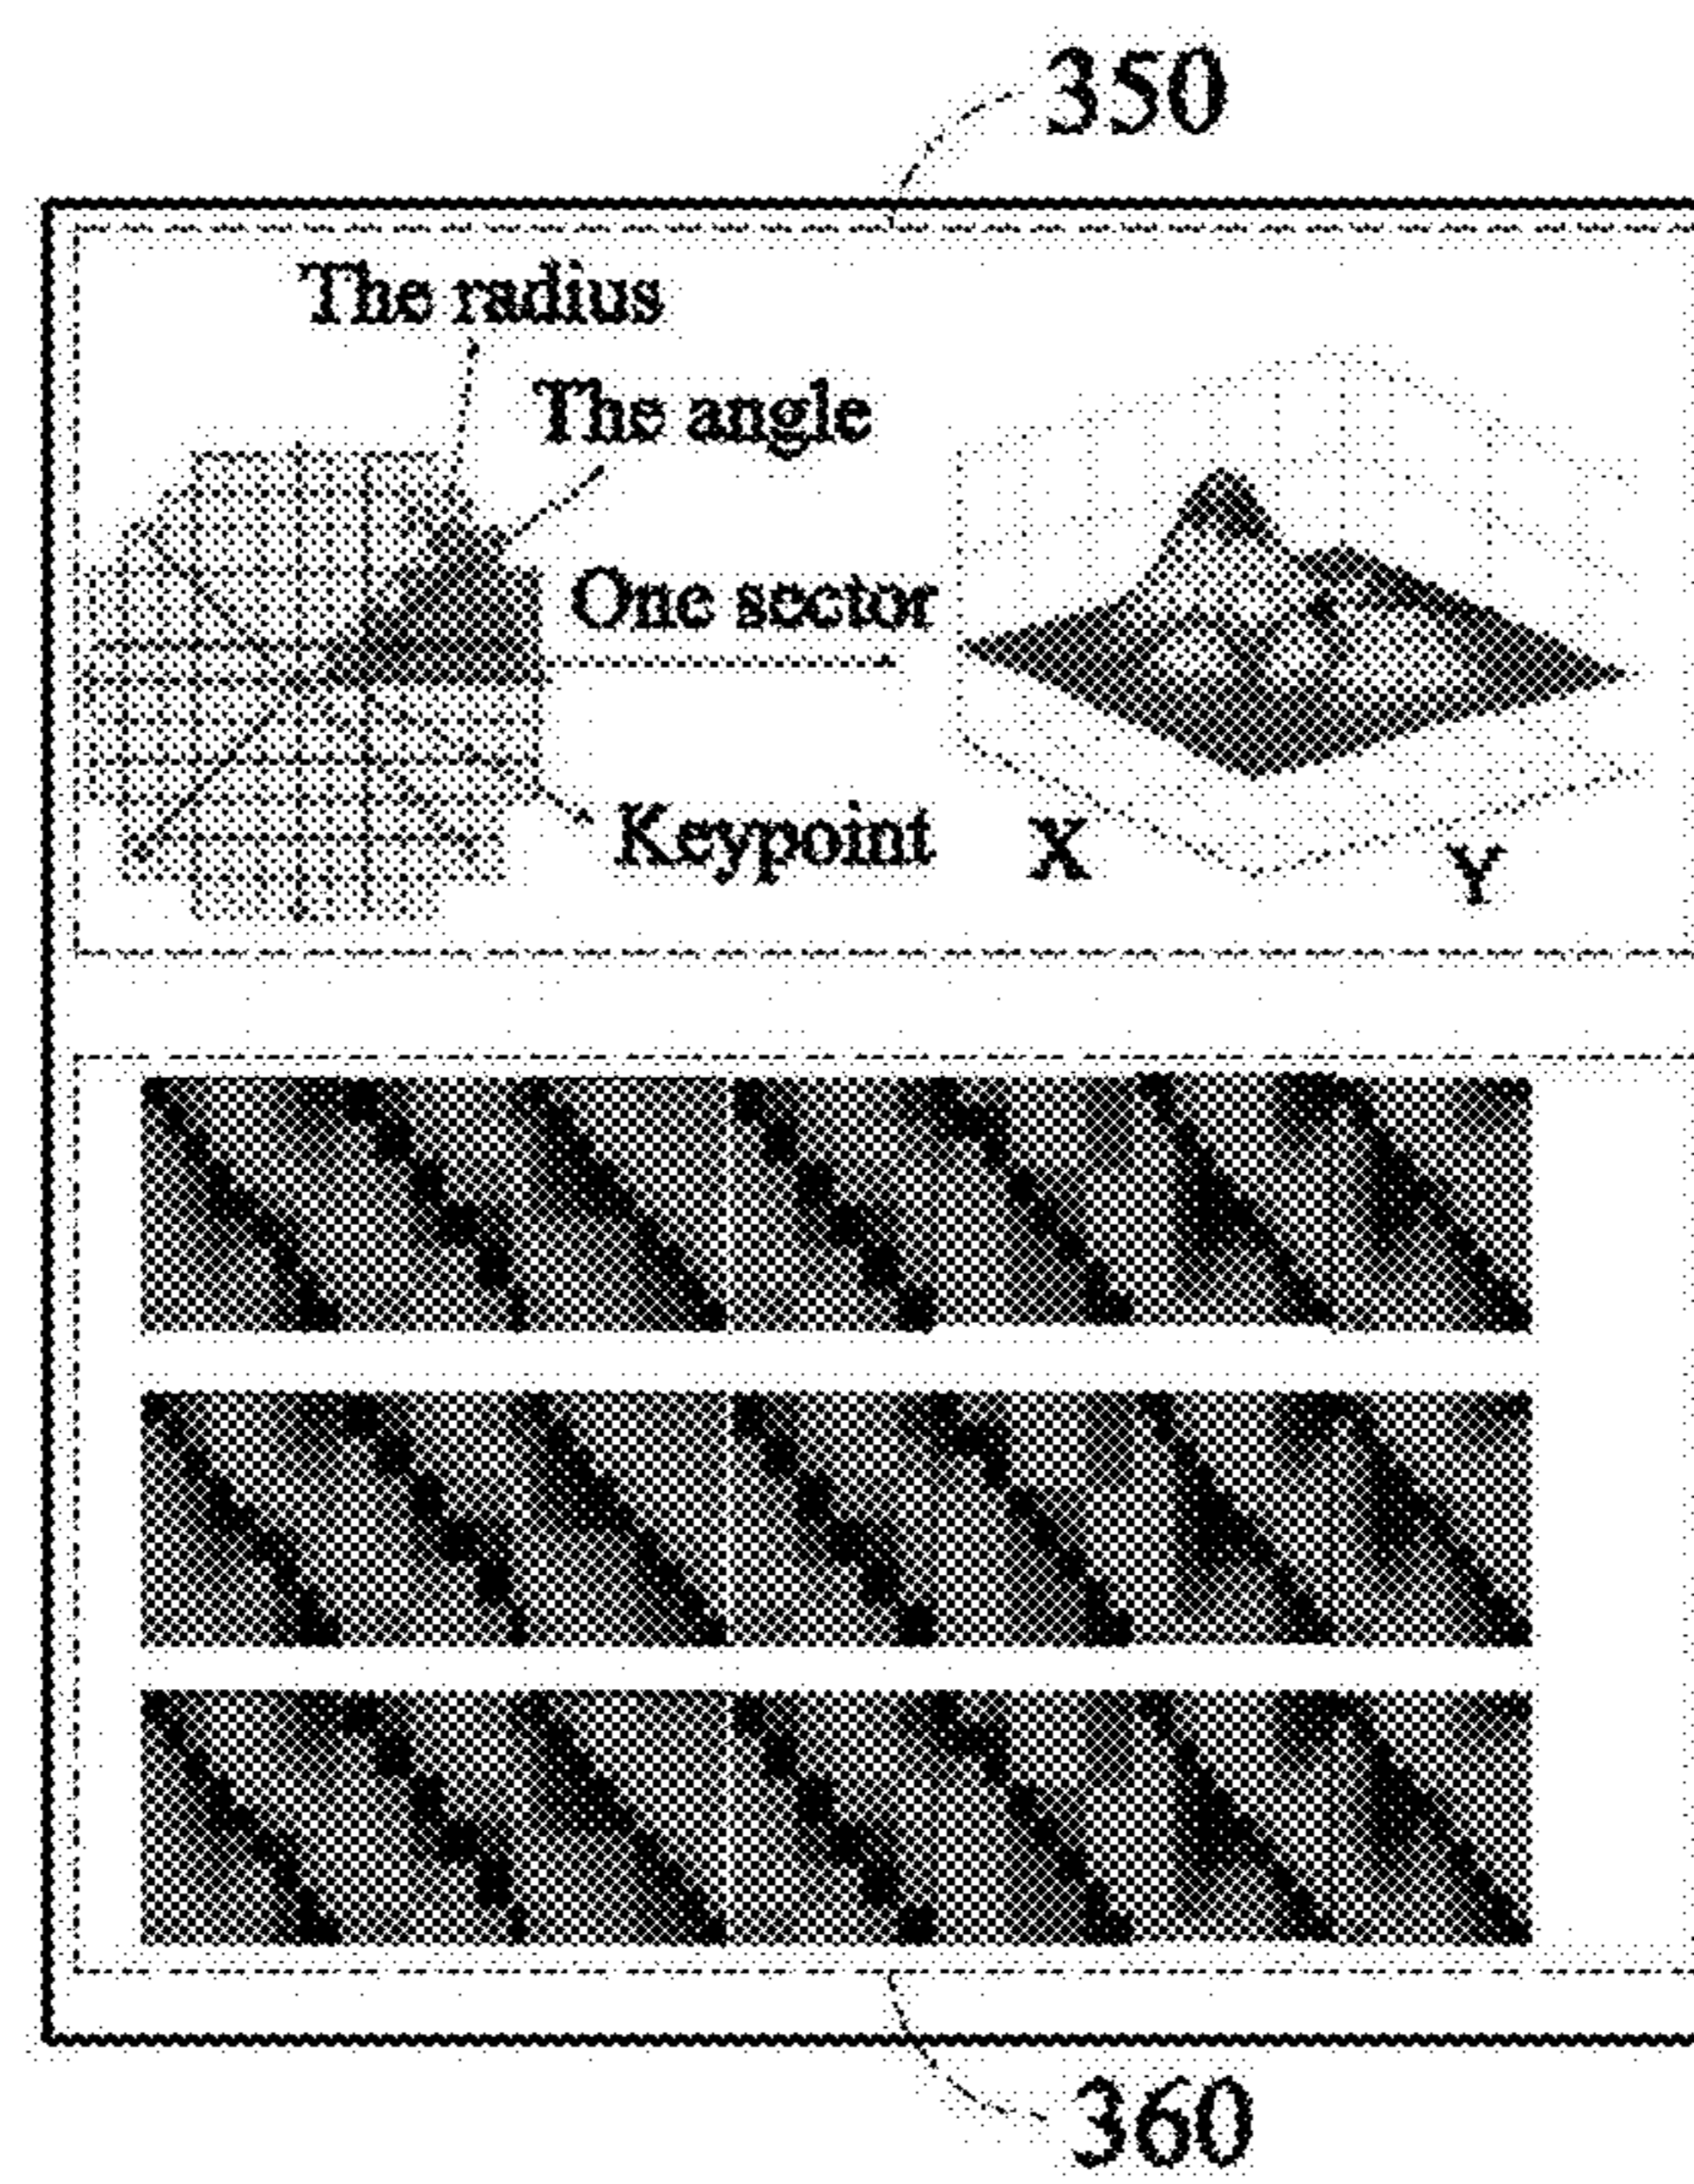 350
The radius
The angle
One sector
Keypoint
X
Y
360